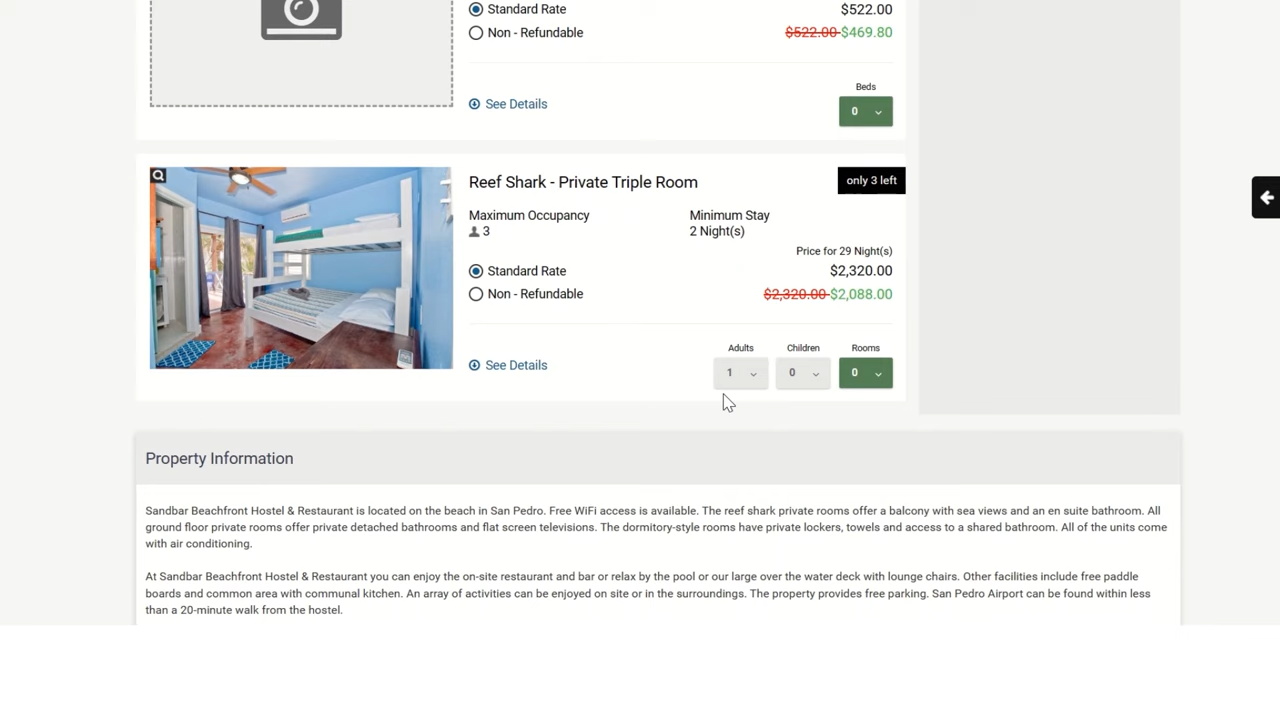 Standard Rate $522.00
Non - Refundable $522.00 $469.80
Beds
See Details 0
Reef Shark - Private Triple Room only 3 left
Maximum Occupancy Minimum Stay
3 2 Night(s)
Price for 29 Night(s)
Standard Rate $2,320.00
Non - Refundable $2,320.00 $2,088.00
Adults Children Rooms
See Details 1 0 0
Property Information
Sandbar Beachfront Hostel & Restaurant is located on the beach in San Pedro. Free WiFi access is available. The reef shark private rooms offer a balcony with sea views and an en suite bathroom. All
ground floor private rooms offer private detached bathrooms and flat screen televisions. The dormitory-style rooms have private lockers, towels and access to a shared bathroom. All of the units come
with air conditioning.
At Sandbar Beachfront Hostel & Restaurant you can enjoy the on-site restaurant and bar or relax by the pool or our large over the water deck with lounge chairs. Other facilities include free paddle
boards and common area with communal kitchen. An array of activities can be enjoyed on site or in the surroundings. The property provides free parking. San Pedro Airport can be found within less
than a 20-minute walk from the hostel.